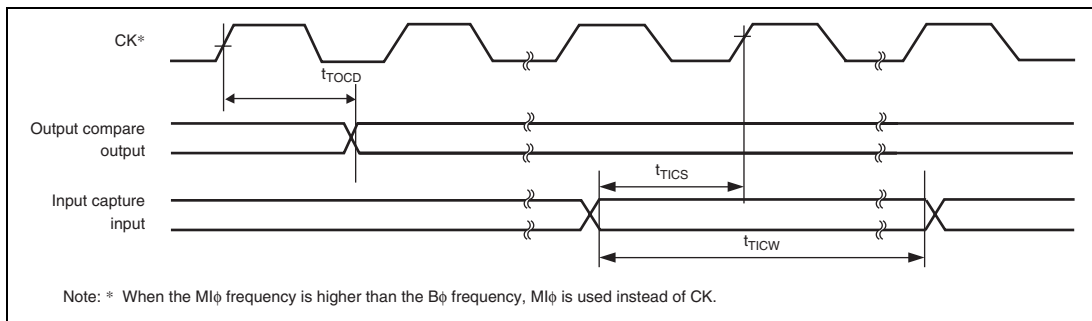 CK*
tTOCD
Output compare
output
tTICS
Input capture
input
tTICW
Note: * When the MIϕ frequency is higher than the Bϕ frequency, MIϕ is used instead of CK.